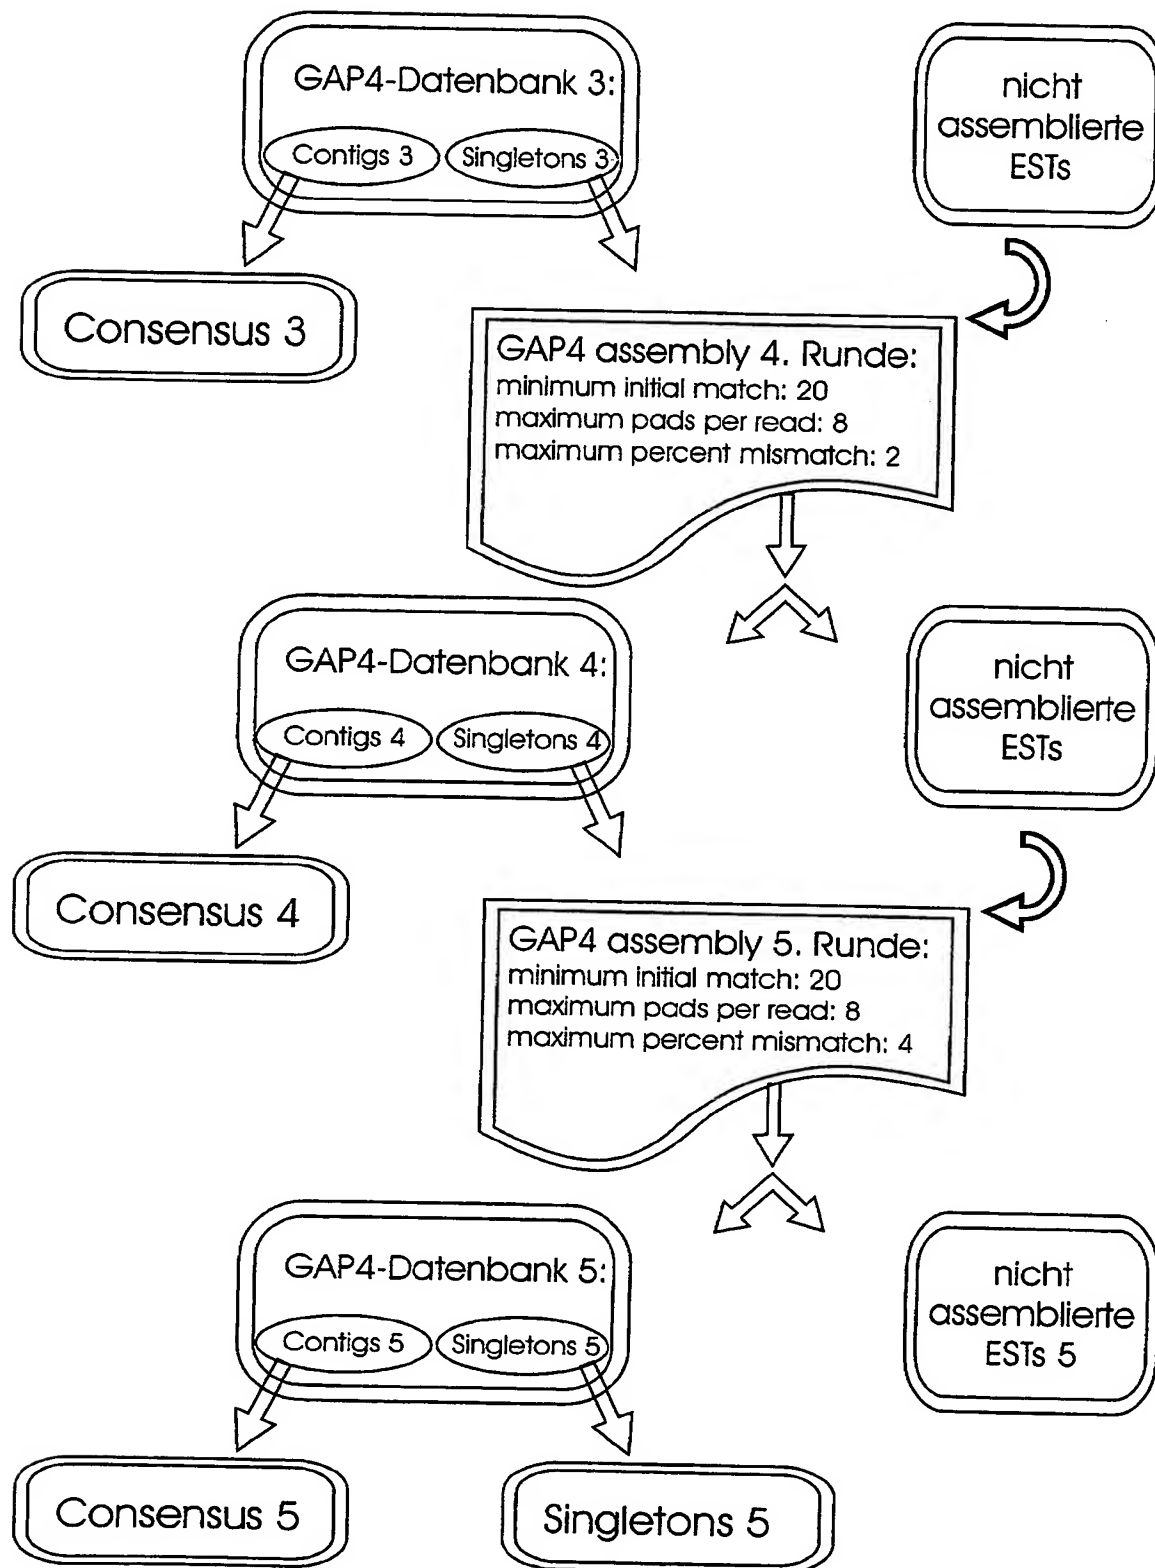 GAP4-Datenbank 3:
Contigs 3
Singletons 3
nicht
assemblierte
ESTs
Consensus 3
GAP4 assembly 4. Runde:
minimum initial match: 20
maximum pads per read: 8
maximum percent mismatch: 2
GAP4-Datenbank 4:
Contigs 4
Singletons 4
nicht
assemblierte
ESTs
Consensus 4
GAP4 assembly 5. Runde:
minimum initial match: 20
maximum pads per read: 8
maximum percent mismatch: 4
GAP4-Datenbank 5:
Contigs 5
Singletons 5
nicht
assemblierte
ESTs 5
Consensus 5
Singletons 5